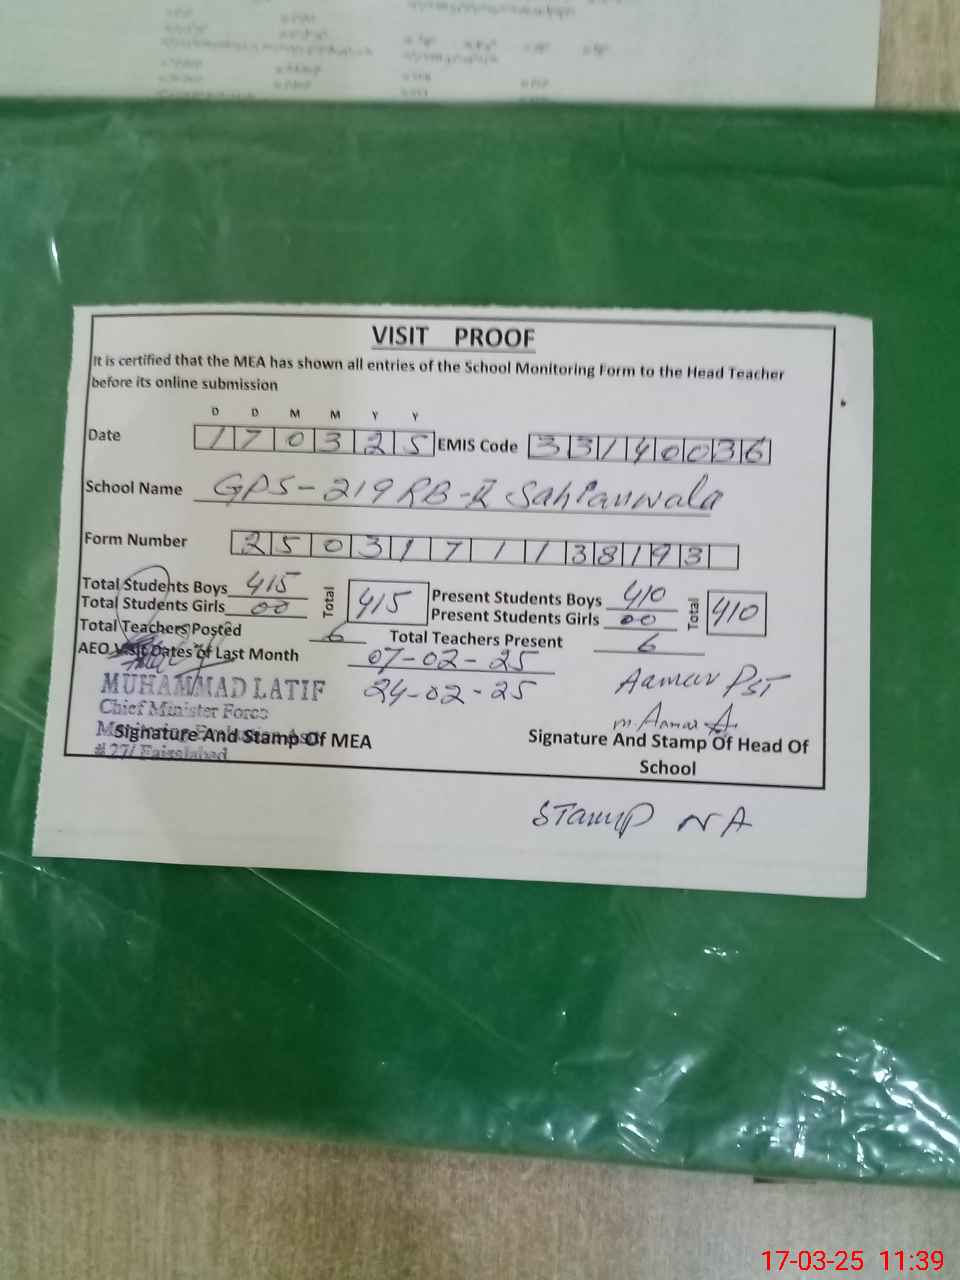 VISIT PROOF
It is certified that the MEA has shown all entries of the School Monitoring Form to the Head Teacher
before its online submission
D D M M Y Y
Date 1 7 0 3 2 5 EMIS Code 3 3 1 4 0 0 3 6
School Name GPS-219 RB-II Sahianwala
Form Number 2 5 0 3 1 7 1 1 3 8 1 9 3
Total Students Boys 415 Total 415 Present Students Boys 410 Total 410
Total Students Girls 00 Present Students Girls 00
Total Teachers Posted 6 Total Teachers Present 6
AEO Visit Dates of Last Month 07-02-25
24-02-25
MUHAMMAD LATIF
Chief Minister Force
Signature And Stamp Of MEA
#27/ Faisalabad
Aamar PST
m. Aamar
Signature And Stamp Of Head Of
School
Stamp NA
17-03-25 11:39